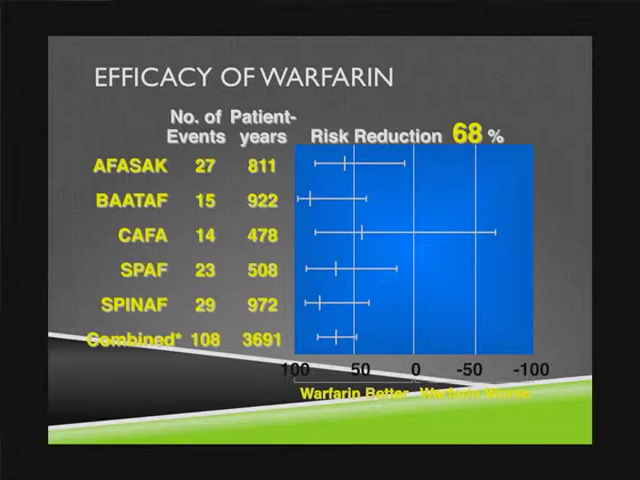 EFFICACY OF WARFARIN
No. of Patient-
Events years Risk Reduction 68 %
AFASAK 27 811
BAATAF 15 922
CAFA 14 478
SPAF 23 508
SPINAF 29 972
Combined* 108 3691
100 50 0 -50 -100
Warfarin Better Warfarin Worse